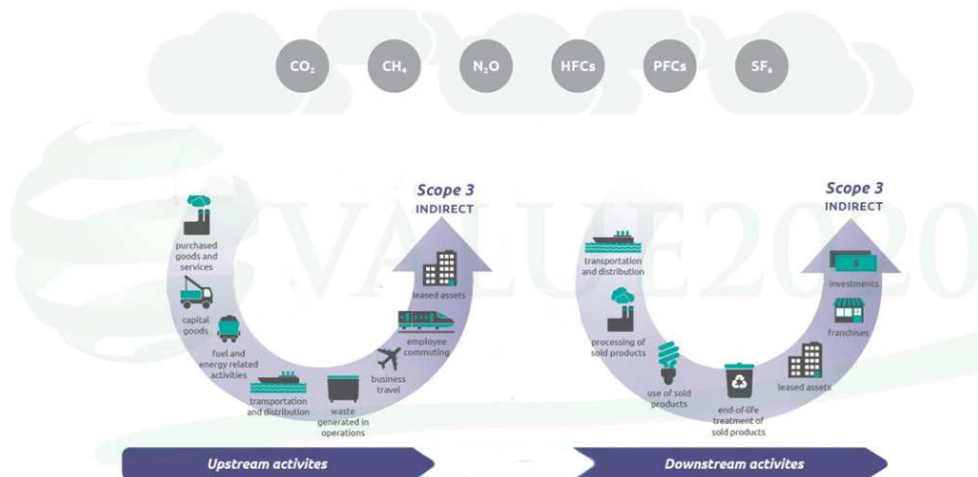 CO₂ CH₄ N₂O HFCs PFCs SF₆
VALUE2020
Scope 3
INDIRECT
purchased
goods and
services
capital
goods
fuel and
energy related
activities
transportation
and distribution
waste
generated in
operations
business
travel
employee
commuting
leased assets
Scope 3
INDIRECT
transportation
and distribution
processing of
sold products
use of sold
products
end-of-life
treatment of
sold products
leased assets
franchises
$
investments
Upstream activites
Downstream activites